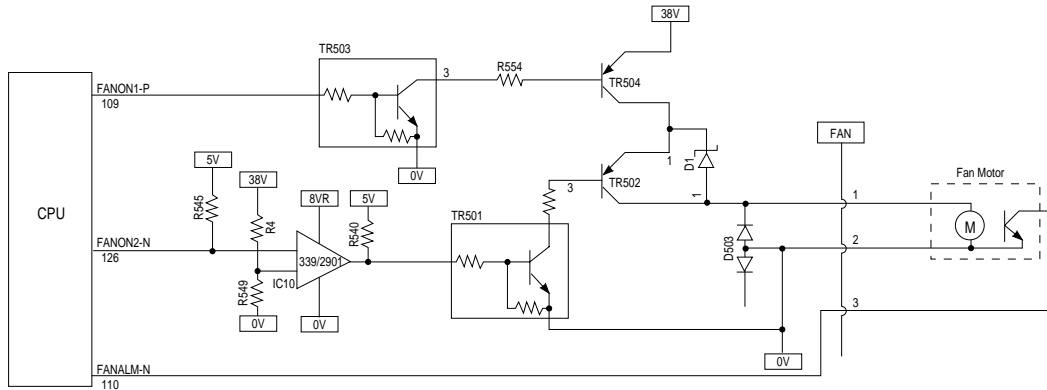 38V
TR503
FANON1-P
109
3
R554
TR504
0V
5V
38V
R545
R4
8VR
5V
R540
CPU
FANON2-N
126
339/2901
IC10
R549
0V
0V
TR501
3
TR502
1
D1
1
D503
0V
FAN
Fan Motor
1
M
2
3
FANALM-N
110